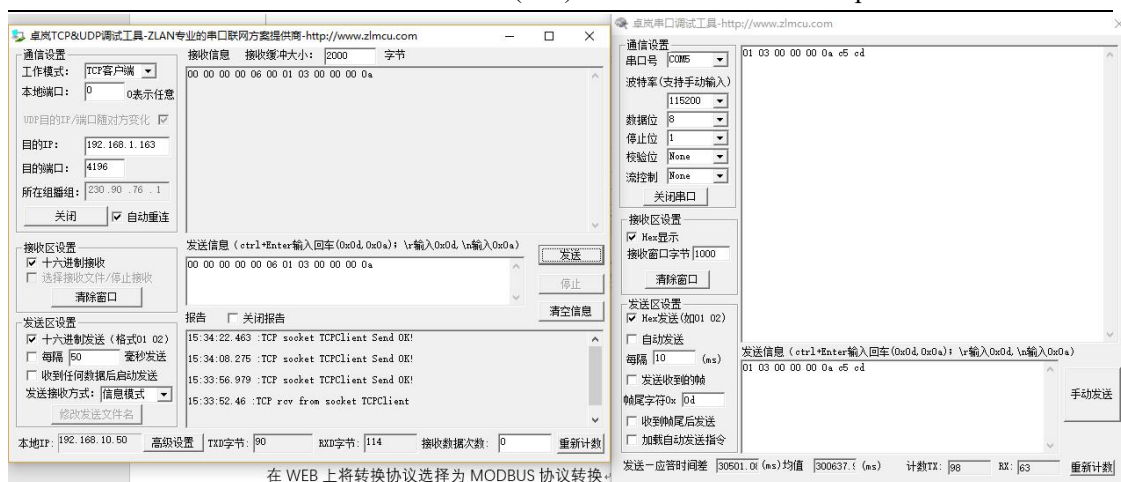 卓岚TCP&UDP调试工具-ZLAN专业的串口联网方案提供商-http://www.zlmcu.com
通信设置
工作模式： TCP客户端
本地端口： 0 0表示任意
UDP目的IP/端口随对方变化
目的IP： 192.168.1.163
目的端口： 4196
所在组播组： 230 .90 .76 .1
关闭 自动重连
接收区设置
十六进制接收
选择接收文件/停止接收
清除窗口
发送区设置
十六进制发送（格式01 02）
每隔 50 毫秒发送
收到任何数据后启动发送
发送接收方式： 信息模式
修改发送文件名
接收信息 接收缓冲大小： 2000 字节
00 00 00 00 06 00 01 03 00 00 00 0a
发送信息（ctrl+Enter输入回车(0x0d,0x0a)；\r输入0x0d,\n输入0x0a)
00 00 00 00 00 06 01 03 00 00 00 0a
发送
停止
清空信息
报告 关闭报告
15:34:22.463 :TCP socket TCPClient Send OK!
15:34:08.275 :TCP socket TCPClient Send OK!
15:33:56.979 :TCP socket TCPClient Send OK!
15:33:52.46 :TCP rcv from socket TCPClient
本地IP: 192.168.10.50 高级设置 TXD字节: 90 RXD字节: 114 接收数据次数: 0 重新计数
卓岚串口调试工具-http://www.zlmcu.com
通信设置
串口号 COM5
波特率(支持手动输入)
115200
数据位 8
停止位 1
校验位 None
流控制 None
关闭串口
接收区设置
Hex显示
接收窗口字节 1000
清除窗口
发送区设置
Hex发送(如01 02)
自动发送
每隔 10 (ms)
发送收到的帧
帧尾字符0x 0d
收到帧尾后发送
加载自动发送指令
01 03 00 00 00 0a c5 cd
发送信息（ctrl+Enter输入回车(0x0d,0x0a)；\r输入0x0d,\n输入0x0a)
01 03 00 00 00 0a c5 cd
手动发送
发送—应答时间差 30501.0 (ms)均值 300637. (ms) 计数TX: 98 RX: 63 重新计数
在 WEB 上将转换协议选择为 MODBUS 协议转换